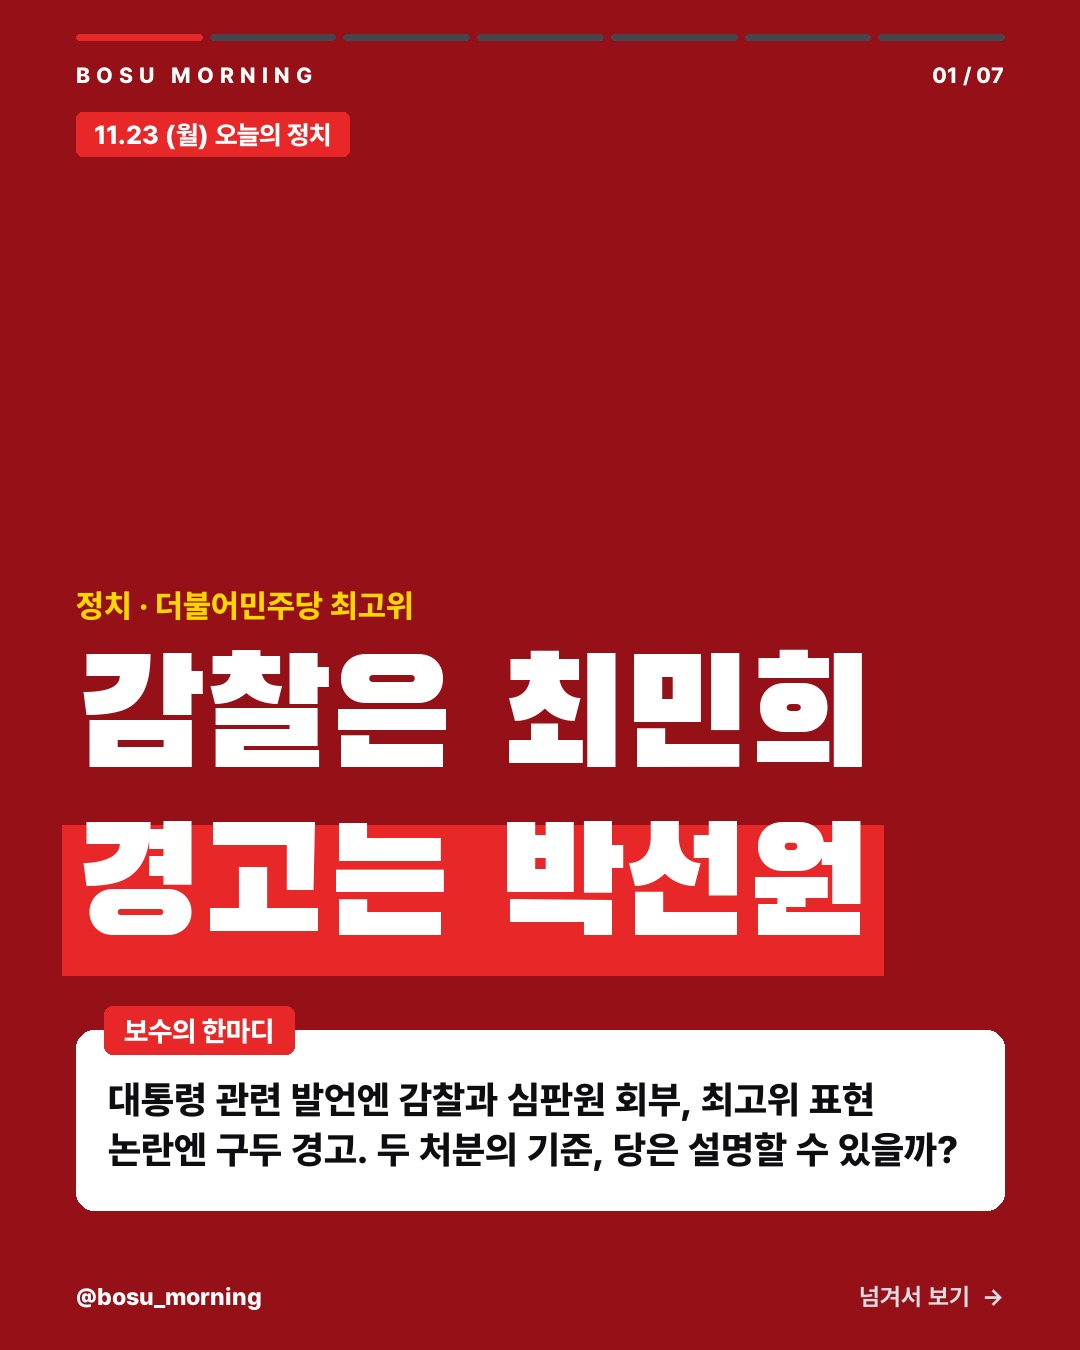 BOSU MORNING
01 / 07
11.23 (월) 오늘의 정치
정치 · 더불어민주당 최고위
감찰은 최민희
경고는 박선원
보수의 한마디
대통령 관련 발언엔 감찰과 심판원 회부, 최고위 표현
논란엔 구두 경고. 두 처분의 기준, 당은 설명할 수 있을까?
@bosu_morning
넘겨서 보기 →